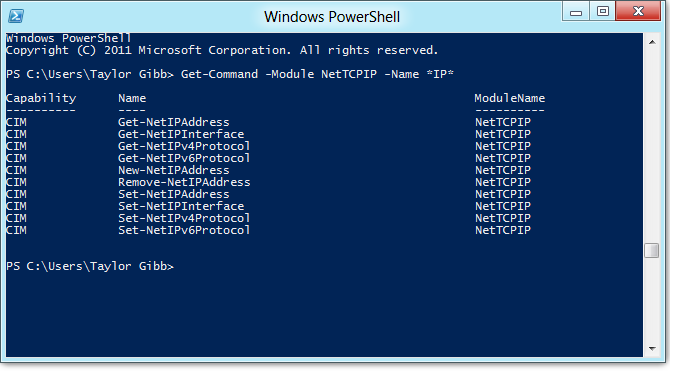 Windows PowerShell
Windows PowerShell
Copyright (C) 2011 Microsoft Corporation. All rights reserved.
PS C:\Users\Taylor Gibb> Get-Command -Module NetTCPIP -Name *IP*
Capability Name ModuleName
---------- ---- ----------
CIM Get-NetIPAddress NetTCPIP
CIM Get-NetIPInterface NetTCPIP
CIM Get-NetIPv4Protocol NetTCPIP
CIM Get-NetIPv6Protocol NetTCPIP
CIM New-NetIPAddress NetTCPIP
CIM Remove-NetIPAddress NetTCPIP
CIM Set-NetIPAddress NetTCPIP
CIM Set-NetIPInterface NetTCPIP
CIM Set-NetIPv4Protocol NetTCPIP
CIM Set-NetIPv6Protocol NetTCPIP
PS C:\Users\Taylor Gibb>